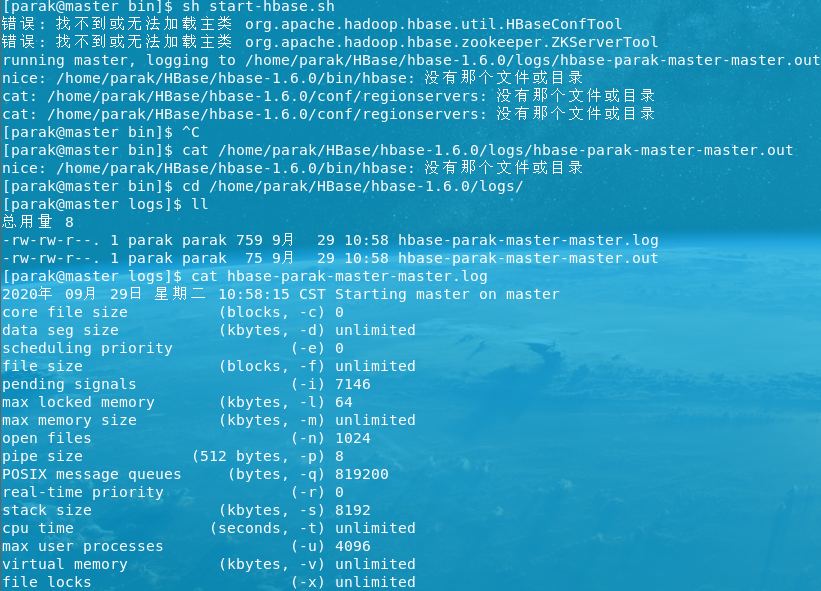 [parak@master bin]$ sh start-hbase.sh
错误: 找不到或无法加载主类 org.apache.hadoop.hbase.util.HBaseConfTool
错误: 找不到或无法加载主类 org.apache.hadoop.hbase.zookeeper.ZKServerTool
running master, logging to /home/parak/HBase/hbase-1.6.0/logs/hbase-parak-master-master.out
nice: /home/parak/HBase/hbase-1.6.0/bin/hbase: 没有那个文件或目录
cat: /home/parak/HBase/hbase-1.6.0/conf/regionservers: 没有那个文件或目录
cat: /home/parak/HBase/hbase-1.6.0/conf/regionservers: 没有那个文件或目录
[parak@master bin]$ ^C
[parak@master bin]$ cat /home/parak/HBase/hbase-1.6.0/logs/hbase-parak-master-master.out
nice: /home/parak/HBase/hbase-1.6.0/bin/hbase: 没有那个文件或目录
[parak@master bin]$ cd /home/parak/HBase/hbase-1.6.0/logs/
[parak@master logs]$ ll
总用量 8
-rw-rw-r--. 1 parak parak 759 9月  29 10:58 hbase-parak-master-master.log
-rw-rw-r--. 1 parak parak  75 9月  29 10:58 hbase-parak-master-master.out
[parak@master logs]$ cat hbase-parak-master-master.log
2020年 09月 29日 星期二 10:58:15 CST Starting master on master
core file size          (blocks, -c) 0
data seg size           (kbytes, -d) unlimited
scheduling priority             (-e) 0
file size               (blocks, -f) unlimited
pending signals                 (-i) 7146
max locked memory       (kbytes, -l) 64
max memory size         (kbytes, -m) unlimited
open files                      (-n) 1024
pipe size            (512 bytes, -p) 8
POSIX message queues     (bytes, -q) 819200
real-time priority              (-r) 0
stack size              (kbytes, -s) 8192
cpu time               (seconds, -t) unlimited
max user processes              (-u) 4096
virtual memory          (kbytes, -v) unlimited
file locks                      (-x) unlimited